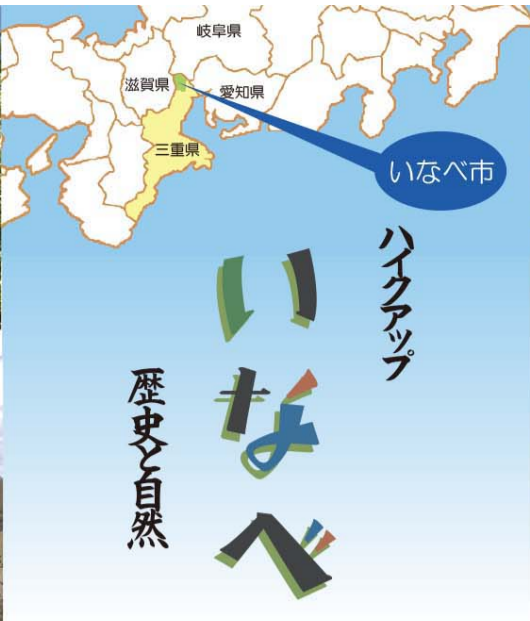 岐阜県
滋賀県
愛知県
三重県
いなべ市
ハイクアップ
いなべ
歴史と自然